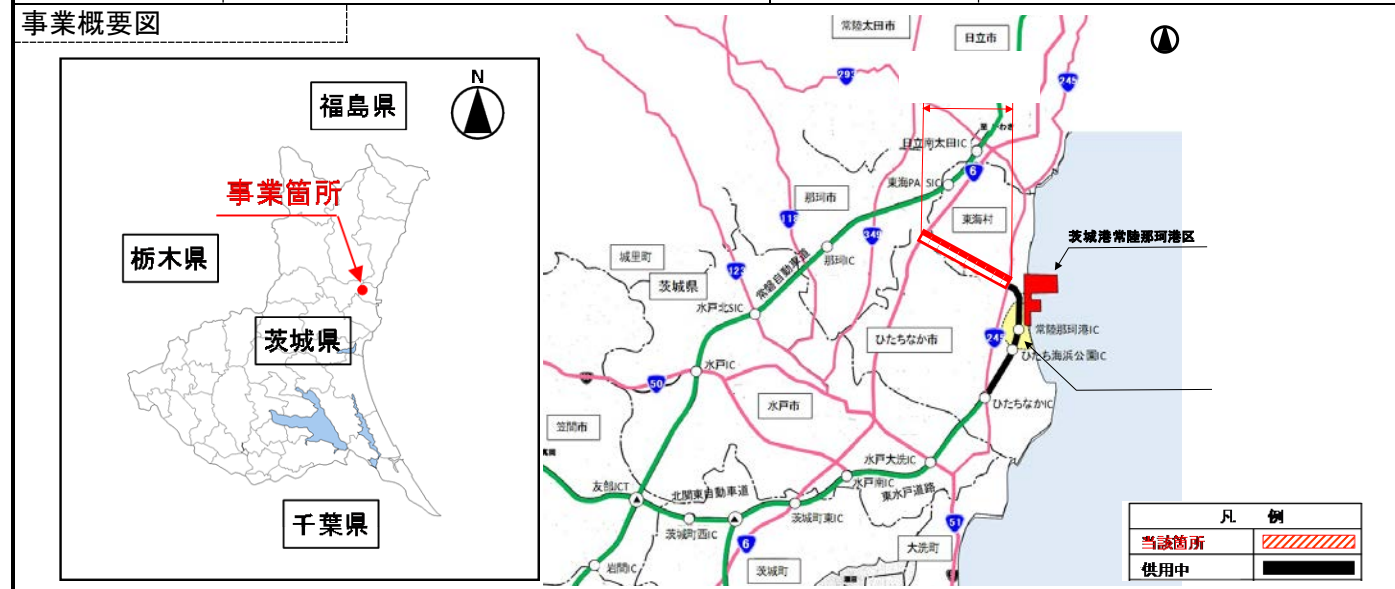 事業概要図
N
福島県
事業箇所
栃木県
茨城県
千葉県
常陸太田市
日立市
293
245
日立南太田IC
6
東海PA SIC
那珂市
東海村
118
349
茨城港常陸那珂港区
城里町
那珂IC
123
茨城県
常磐自動車道
水戸北SIC
常陸那珂港IC
ひたちなか市
245
ひたち海浜公園IC
水戸IC
50
ひたちなかIC
水戸市
笠間市
水戸大洗IC
水戸南IC
友部JCT
北関東自動車道
東水戸道路
茨城町東IC
茨城町西IC
51
6
大洗町
岩間IC
茨城町
凡 例
当該箇所
供用中